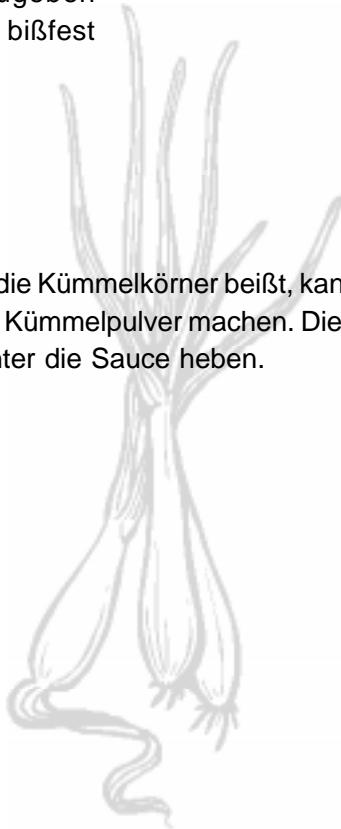 bißfest
die Kümmelkörner beißt, kan
Kümmelpulver machen. Die
nter die Sauce heben.